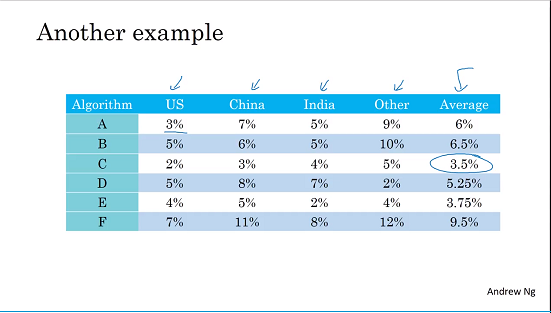 Another example
Algorithm US China India Other Average
A 3% 7% 5% 9% 6%
B 5% 6% 5% 10% 6.5%
C 2% 3% 4% 5% 3.5%
D 5% 8% 7% 2% 5.25%
E 4% 5% 2% 4% 3.75%
F 7% 11% 8% 12% 9.5%
Andrew Ng